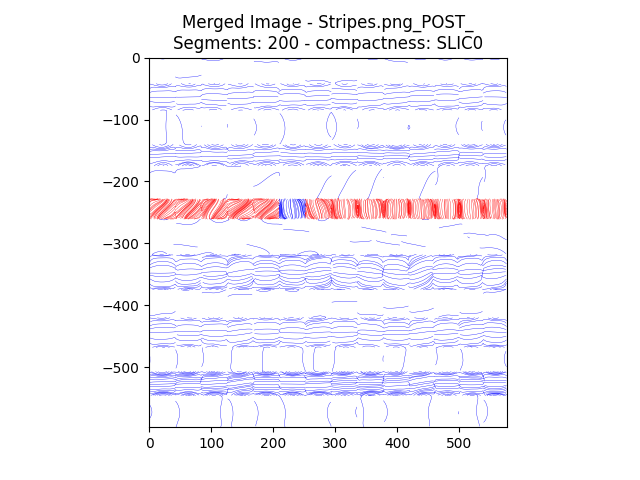 Merged Image - Stripes.png_POST_
Segments: 200 - compactness: SLIC0
0
−100
−200
−300
−400
−500
0 100 200 300 400 500